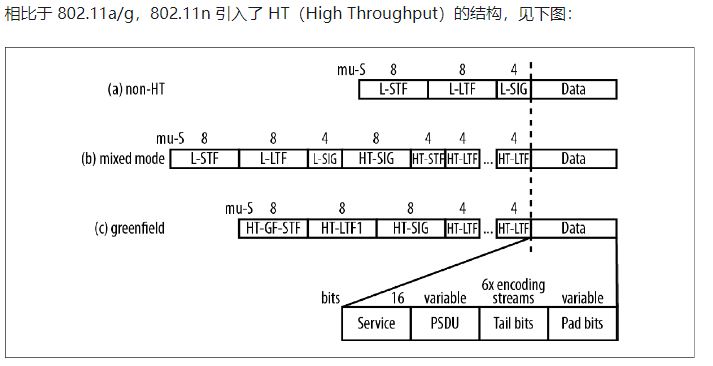 相比于 802.11a/g，802.11n 引入了 HT（High Throughput）的结构，见下图：
mu-S 8 8 4
(a) non-HT L-STF L-LTF L-SIG Data
mu-S 8 8 4 8 4 4 4
(b) mixed mode L-STF L-LTF L-SIG HT-SIG HT-STF HT-LTF ... HT-LTF Data
mu-S 8 8 8 4 4
(c) greenfield HT-GF-STF HT-LTF1 HT-SIG HT-LTF ... HT-LTF Data
6x encoding
bits 16 variable streams variable
Service PSDU Tail bits Pad bits